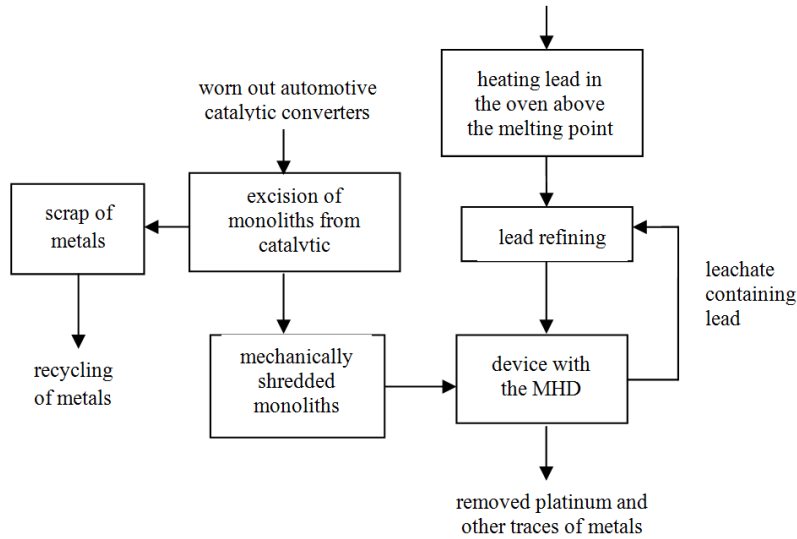 worn out automotive
catalytic converters
heating lead in
the oven above
the melting point
scrap of
metals
excision of
monoliths from
catalvtic
lead refining
leachate
containing
lead
recycling
of metals
mechanically
shredded
monoliths
device with
the MHD
removed platinum and
other traces of metals